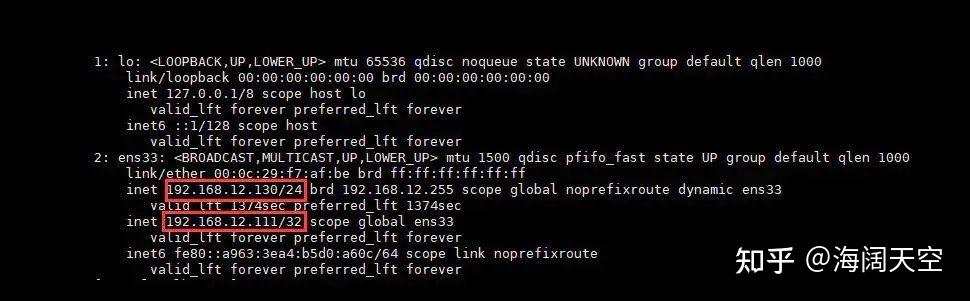 1: lo: <LOOPBACK,UP,LOWER_UP> mtu 65536 qdisc noqueue state UNKNOWN group default qlen 1000
link/loopback 00:00:00:00:00:00 brd 00:00:00:00:00:00
inet 127.0.0.1/8 scope host lo
valid_lft forever preferred_lft forever
inet6 ::1/128 scope host
valid_lft forever preferred_lft forever
2: ens33: <BROADCAST,MULTICAST,UP,LOWER_UP> mtu 1500 qdisc pfifo_fast state UP group default qlen 1000
link/ether 00:0c:29:f7:af:be brd ff:ff:ff:ff:ff:ff
inet 192.168.12.130/24 brd 192.168.12.255 scope global noprefixroute dynamic ens33
valid_lft 1374sec preferred_lft 1374sec
inet 192.168.12.111/32 scope global ens33
valid_lft forever preferred_lft forever
inet6 fe80::a963:3ea4:b5d0:a60c/64 scope link noprefixroute
valid_lft forever preferred_lft forever
知乎 @海阔天空